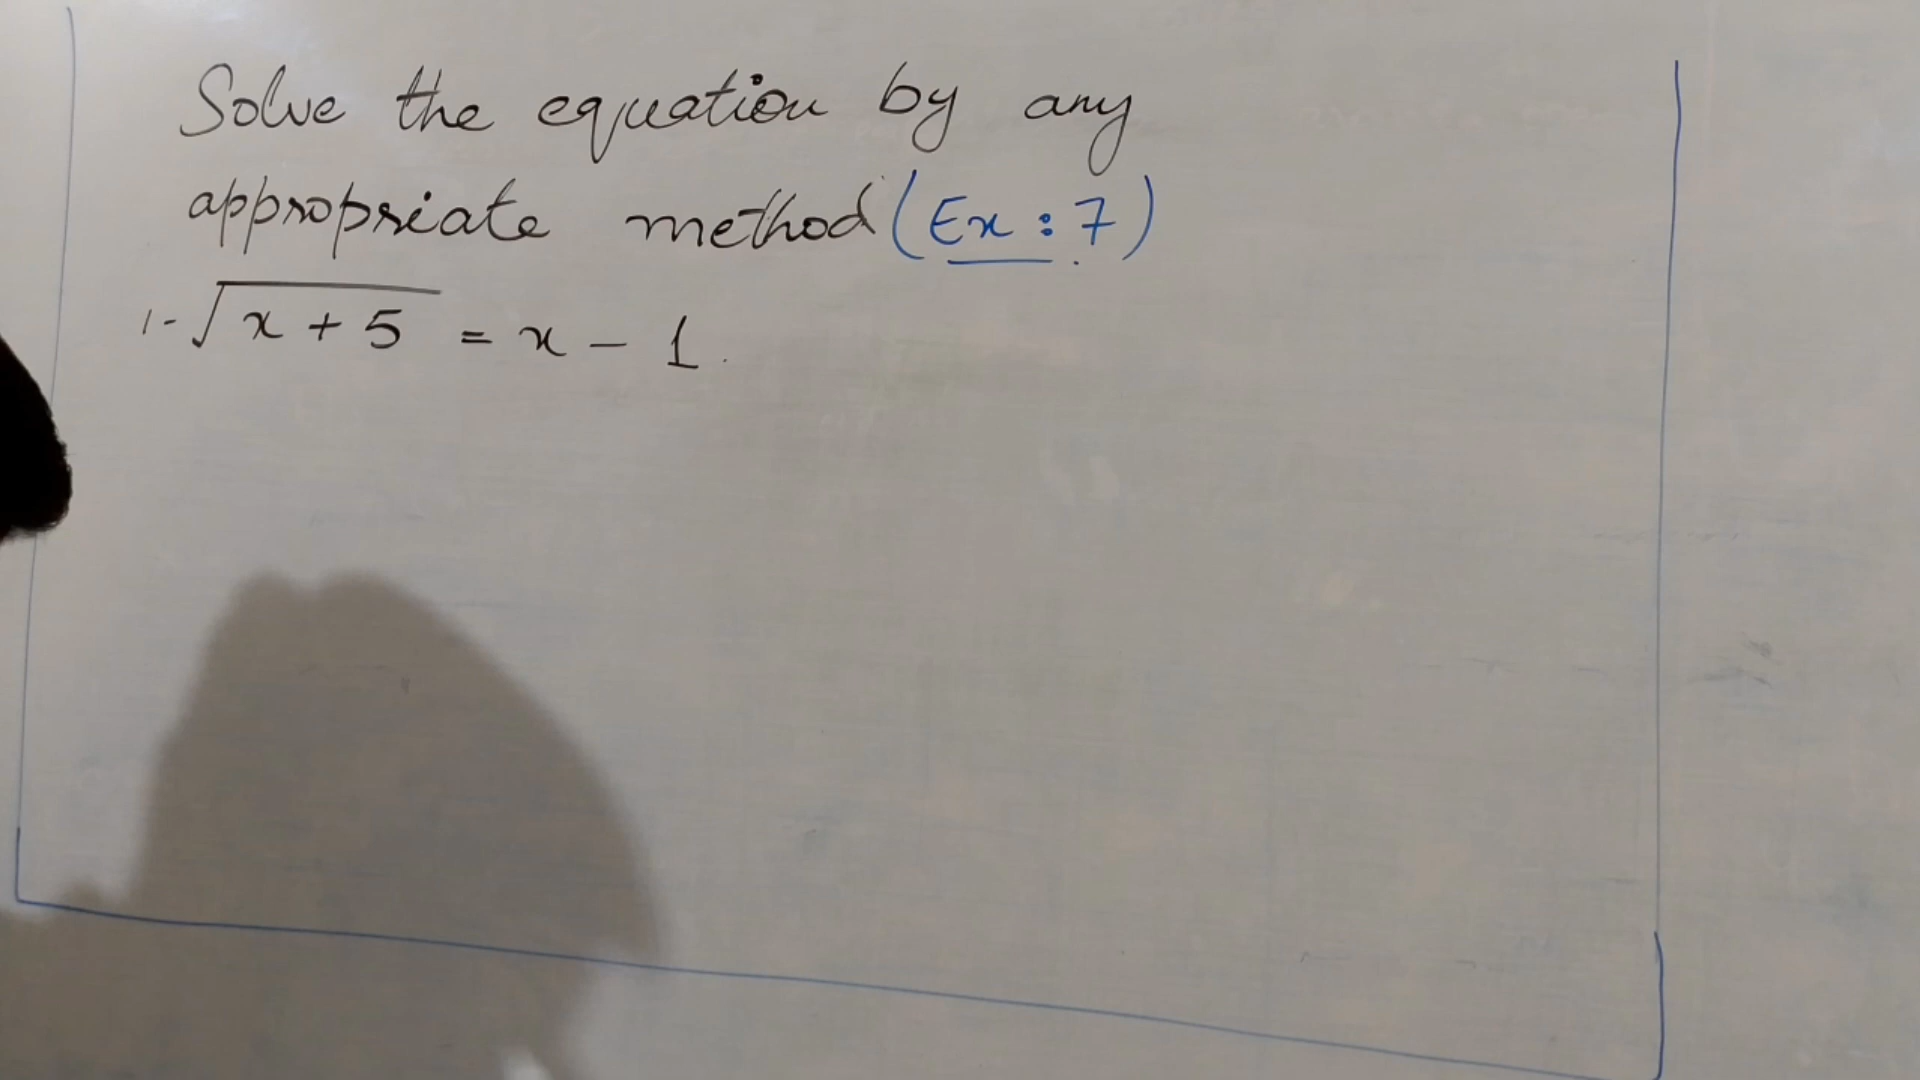 Solve the equation by any
appropriate method (Ex : 7)
1- √x + 5 = x - 1.